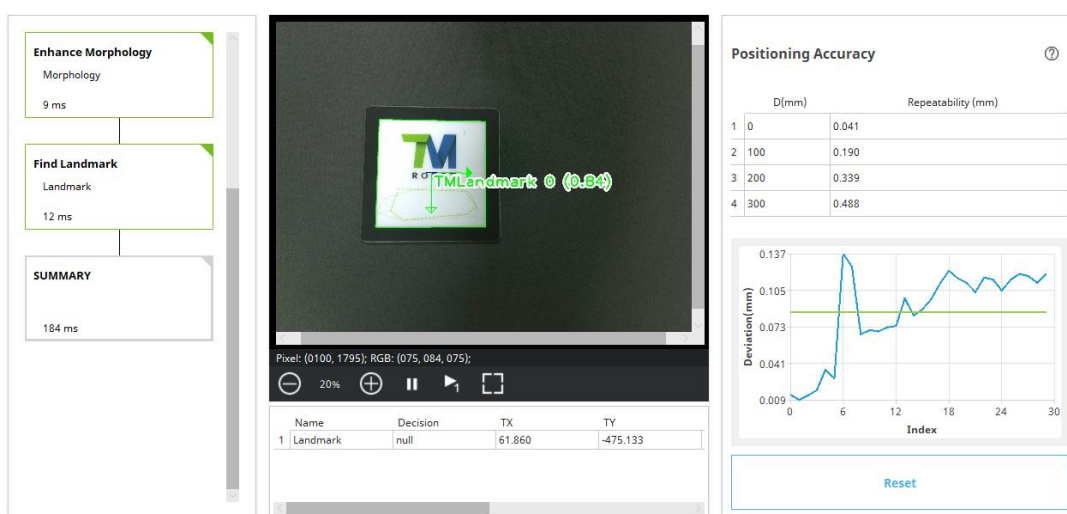 Enhance Morphology
Morphology
9 ms
Find Landmark
Landmark
12 ms
SUMMARY
184 ms
TM
TMLandmark 0 (0.84)
Pixel: (0100, 1795); RGB: (075, 084, 075);
20%
1
Name Decision TX TY
1 Landmark null 61.860 -475.133
Positioning Accuracy
?
D(mm) Repeatability (mm)
1 0 0.041
2 100 0.190
3 200 0.339
4 300 0.488
0.137
0.105
0.073
0.041
0.009
Deviation(mm)
0 6 12 18 24 30
Index
Reset